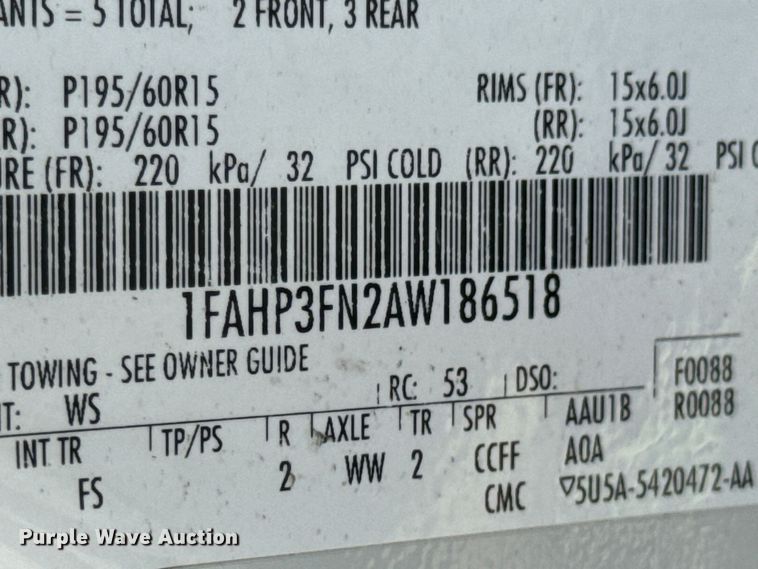 ANTS = 5 TOTAL; 2 FRONT, 3 REAR
R): P195/60R15 RIMS (FR): 15x6.0J
R): P195/60R15 (RR): 15x6.0J
URE (FR): 220 kPa/ 32 PSI COLD (RR): 220 kPa/ 32 PSI C
1FAHP3FN2AW186518
TOWING - SEE OWNER GUIDE
T: WS RC: 53 DSO: F0088
R0088
INT TR TP/PS R AXLE TR SPR AAU1B
FS 2 WW 2 CCFF A0A
CMC ▽5U5A-5420472-AA
Purple Wave Auction